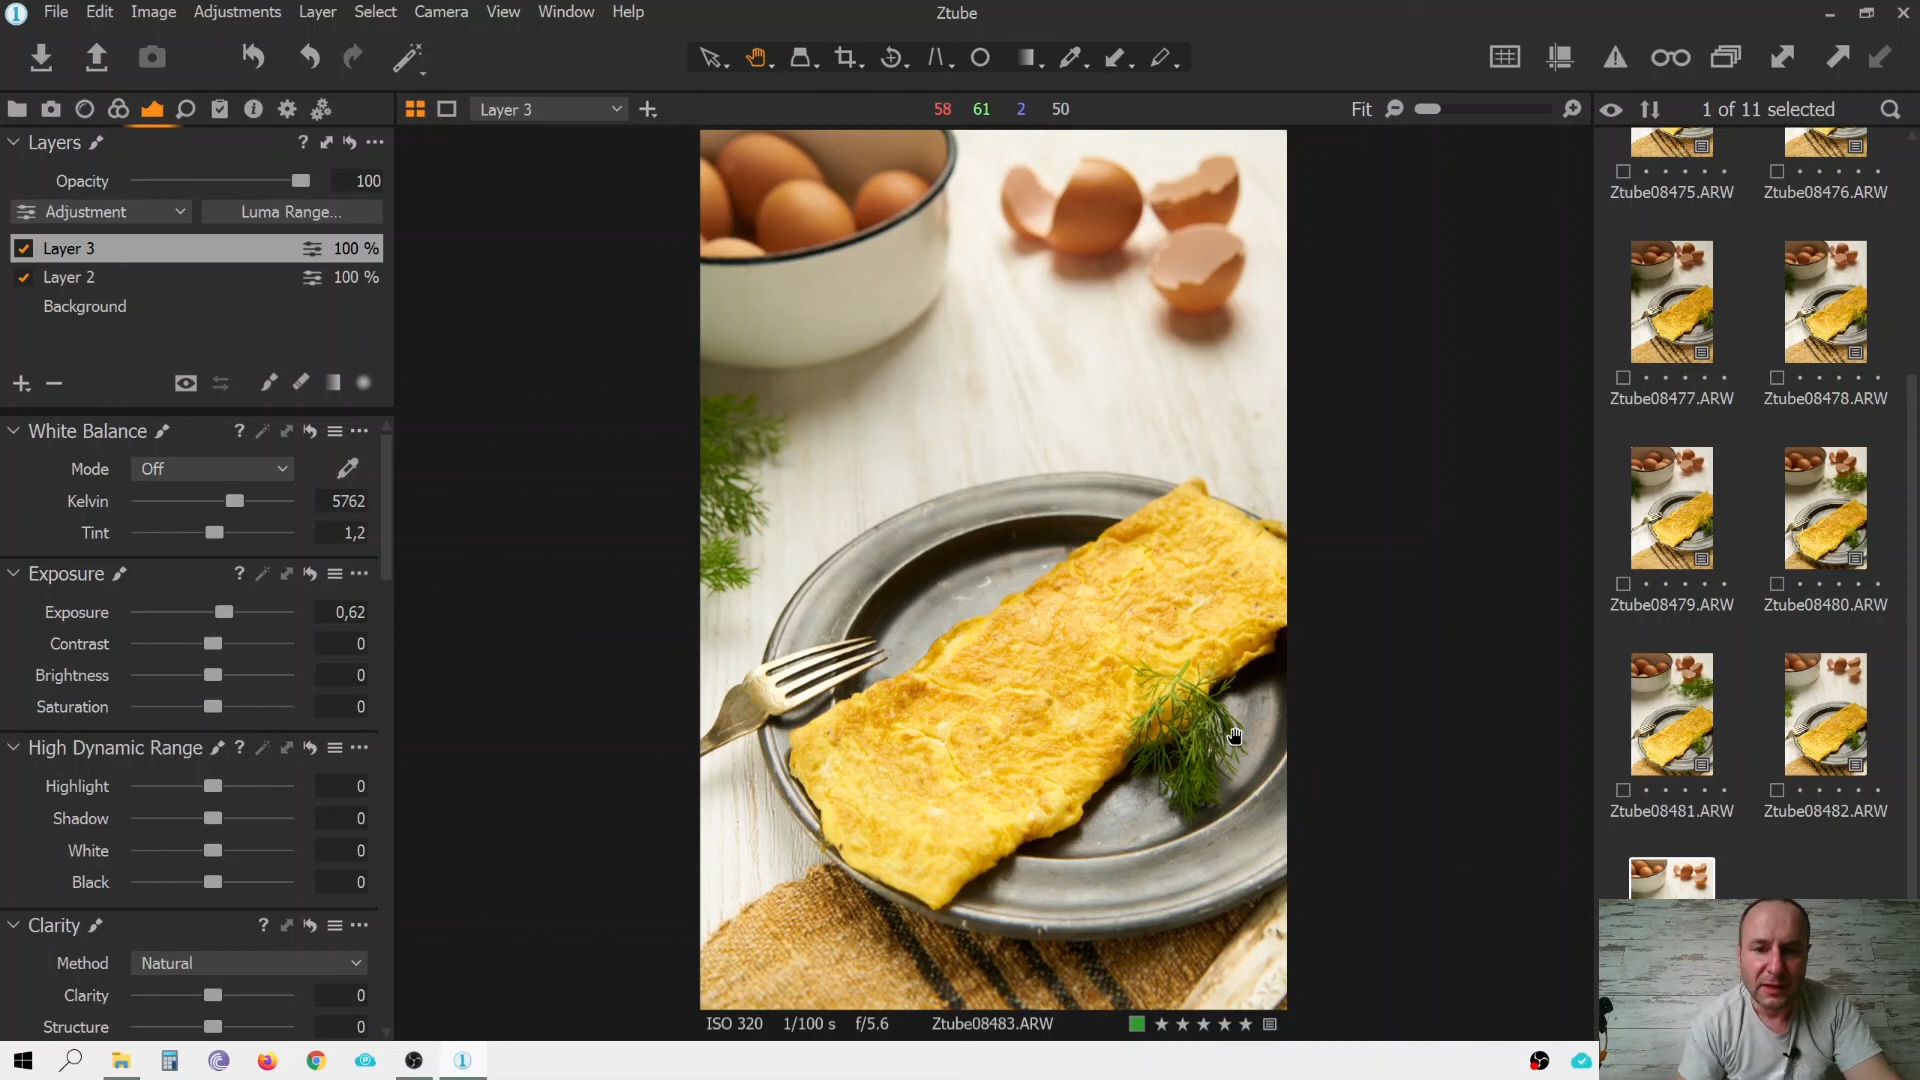 File Edit Image Adjustments Layer Select Camera View Window Help
Ztube
Layer 3
58 61 2 50
Fit
1 of 11 selected
Layers
?
Opacity 100
Adjustment
Luma Range...
Layer 3 100 %
Layer 2 100 %
Background
White Balance ?
Mode Off
Kelvin 5762
Tint 1,2
Exposure ?
Exposure 0,62
Contrast 0
Brightness 0
Saturation 0
High Dynamic Range ?
Highlight 0
Shadow 0
White 0
Black 0
Clarity ?
Method Natural
Clarity 0
Structure 0
ISO 320 1/100 s f/5.6 Ztube08483.ARW
Ztube08475.ARW Ztube08476.ARW
Ztube08477.ARW Ztube08478.ARW
Ztube08479.ARW Ztube08480.ARW
Ztube08481.ARW Ztube08482.ARW